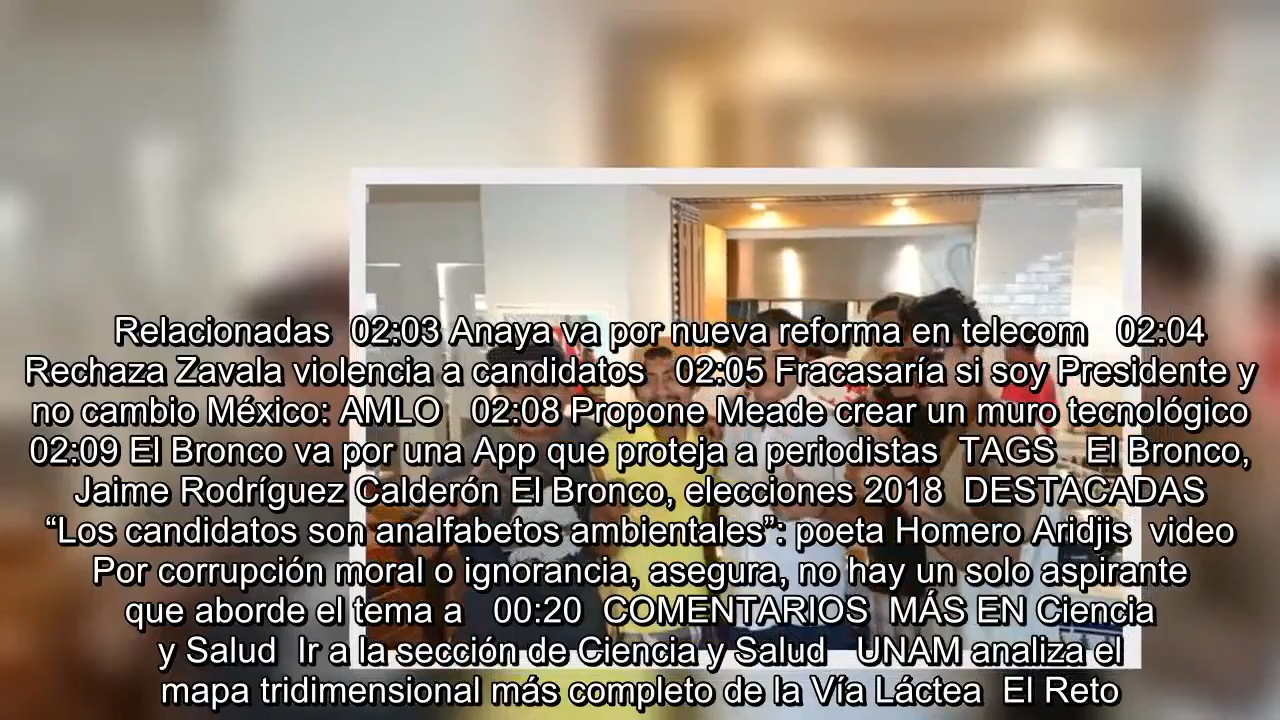 Relacionadas 02:03 Anaya va por nueva reforma en telecom 02:04
Rechaza Zavala violencia a candidatos 02:05 Fracasaría si soy Presidente y
no cambio México: AMLO 02:08 Propone Meade crear un muro tecnológico
02:09 El Bronco va por una App que proteja a periodistas TAGS El Bronco,
Jaime Rodríguez Calderón El Bronco, elecciones 2018 DESTACADAS
“Los candidatos son analfabetos ambientales”: poeta Homero Aridjis video
Por corrupción moral o ignorancia, asegura, no hay un solo aspirante
que aborde el tema a 00:20 COMENTARIOS MÁS EN Ciencia
y Salud Ir a la sección de Ciencia y Salud UNAM analiza el
mapa tridimensional más completo de la Vía Láctea El Reto